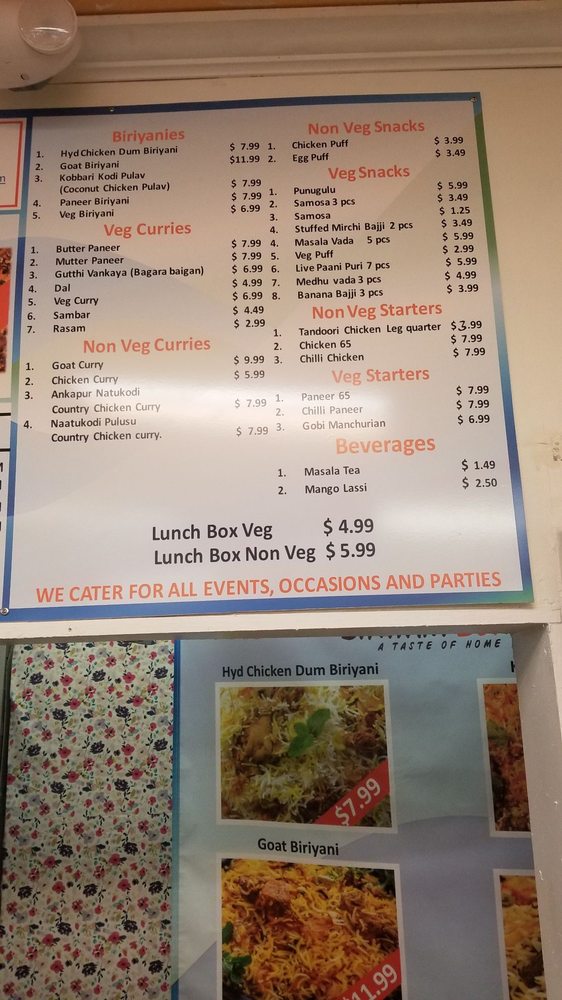 Biriyanies
1. Hyd Chicken Dum Biriyani $ 7.99
2. Goat Biriyani $11.99
3. Kobbari Kodi Pulav
(Coconut Chicken Pulav) $ 7.99
4. Paneer Biriyani $ 7.99
5. Veg Biriyani $ 6.99
Veg Curries
1. Butter Paneer $ 7.99
2. Mutter Paneer $ 7.99
3. Gutthi Vankaya (Bagara baigan) $ 6.99
4. Dal $ 4.99
5. Veg Curry $ 6.99
6. Sambar $ 4.49
7. Rasam $ 2.99
Non Veg Curries
1. Goat Curry $ 9.99
2. Chicken Curry $ 5.99
3. Ankapur Natukodi
Country Chicken Curry $ 7.99
4. Naatukodi Pulusu
Country Chicken curry. $ 7.99
Non Veg Snacks
1. Chicken Puff $ 3.99
2. Egg Puff $ 3.49
Veg Snacks
1. Punugulu $ 5.99
2. Samosa 3 pcs $ 3.49
3. Samosa $ 1.25
4. Stuffed Mirchi Bajji 2 pcs $ 3.49
4. Masala Vada 5 pcs $ 5.99
5. Veg Puff $ 2.99
6. Live Paani Puri 7 pcs $ 5.99
7. Medhu vada 3 pcs $ 4.99
8. Banana Bajji 3 pcs $ 3.99
Non Veg Starters
1. Tandoori Chicken Leg quarter $3.99
2. Chicken 65 $ 7.99
3. Chilli Chicken $ 7.99
Veg Starters
1. Paneer 65 $ 7.99
2. Chilli Paneer $ 7.99
3. Gobi Manchurian $ 6.99
Beverages
1. Masala Tea $ 1.49
2. Mango Lassi $ 2.50
Lunch Box Veg $ 4.99
Lunch Box Non Veg $ 5.99
WE CATER FOR ALL EVENTS, OCCASIONS AND PARTIES
A TASTE OF HOME
Hyd Chicken Dum Biriyani
$7.99
Goat Biriyani
11.99